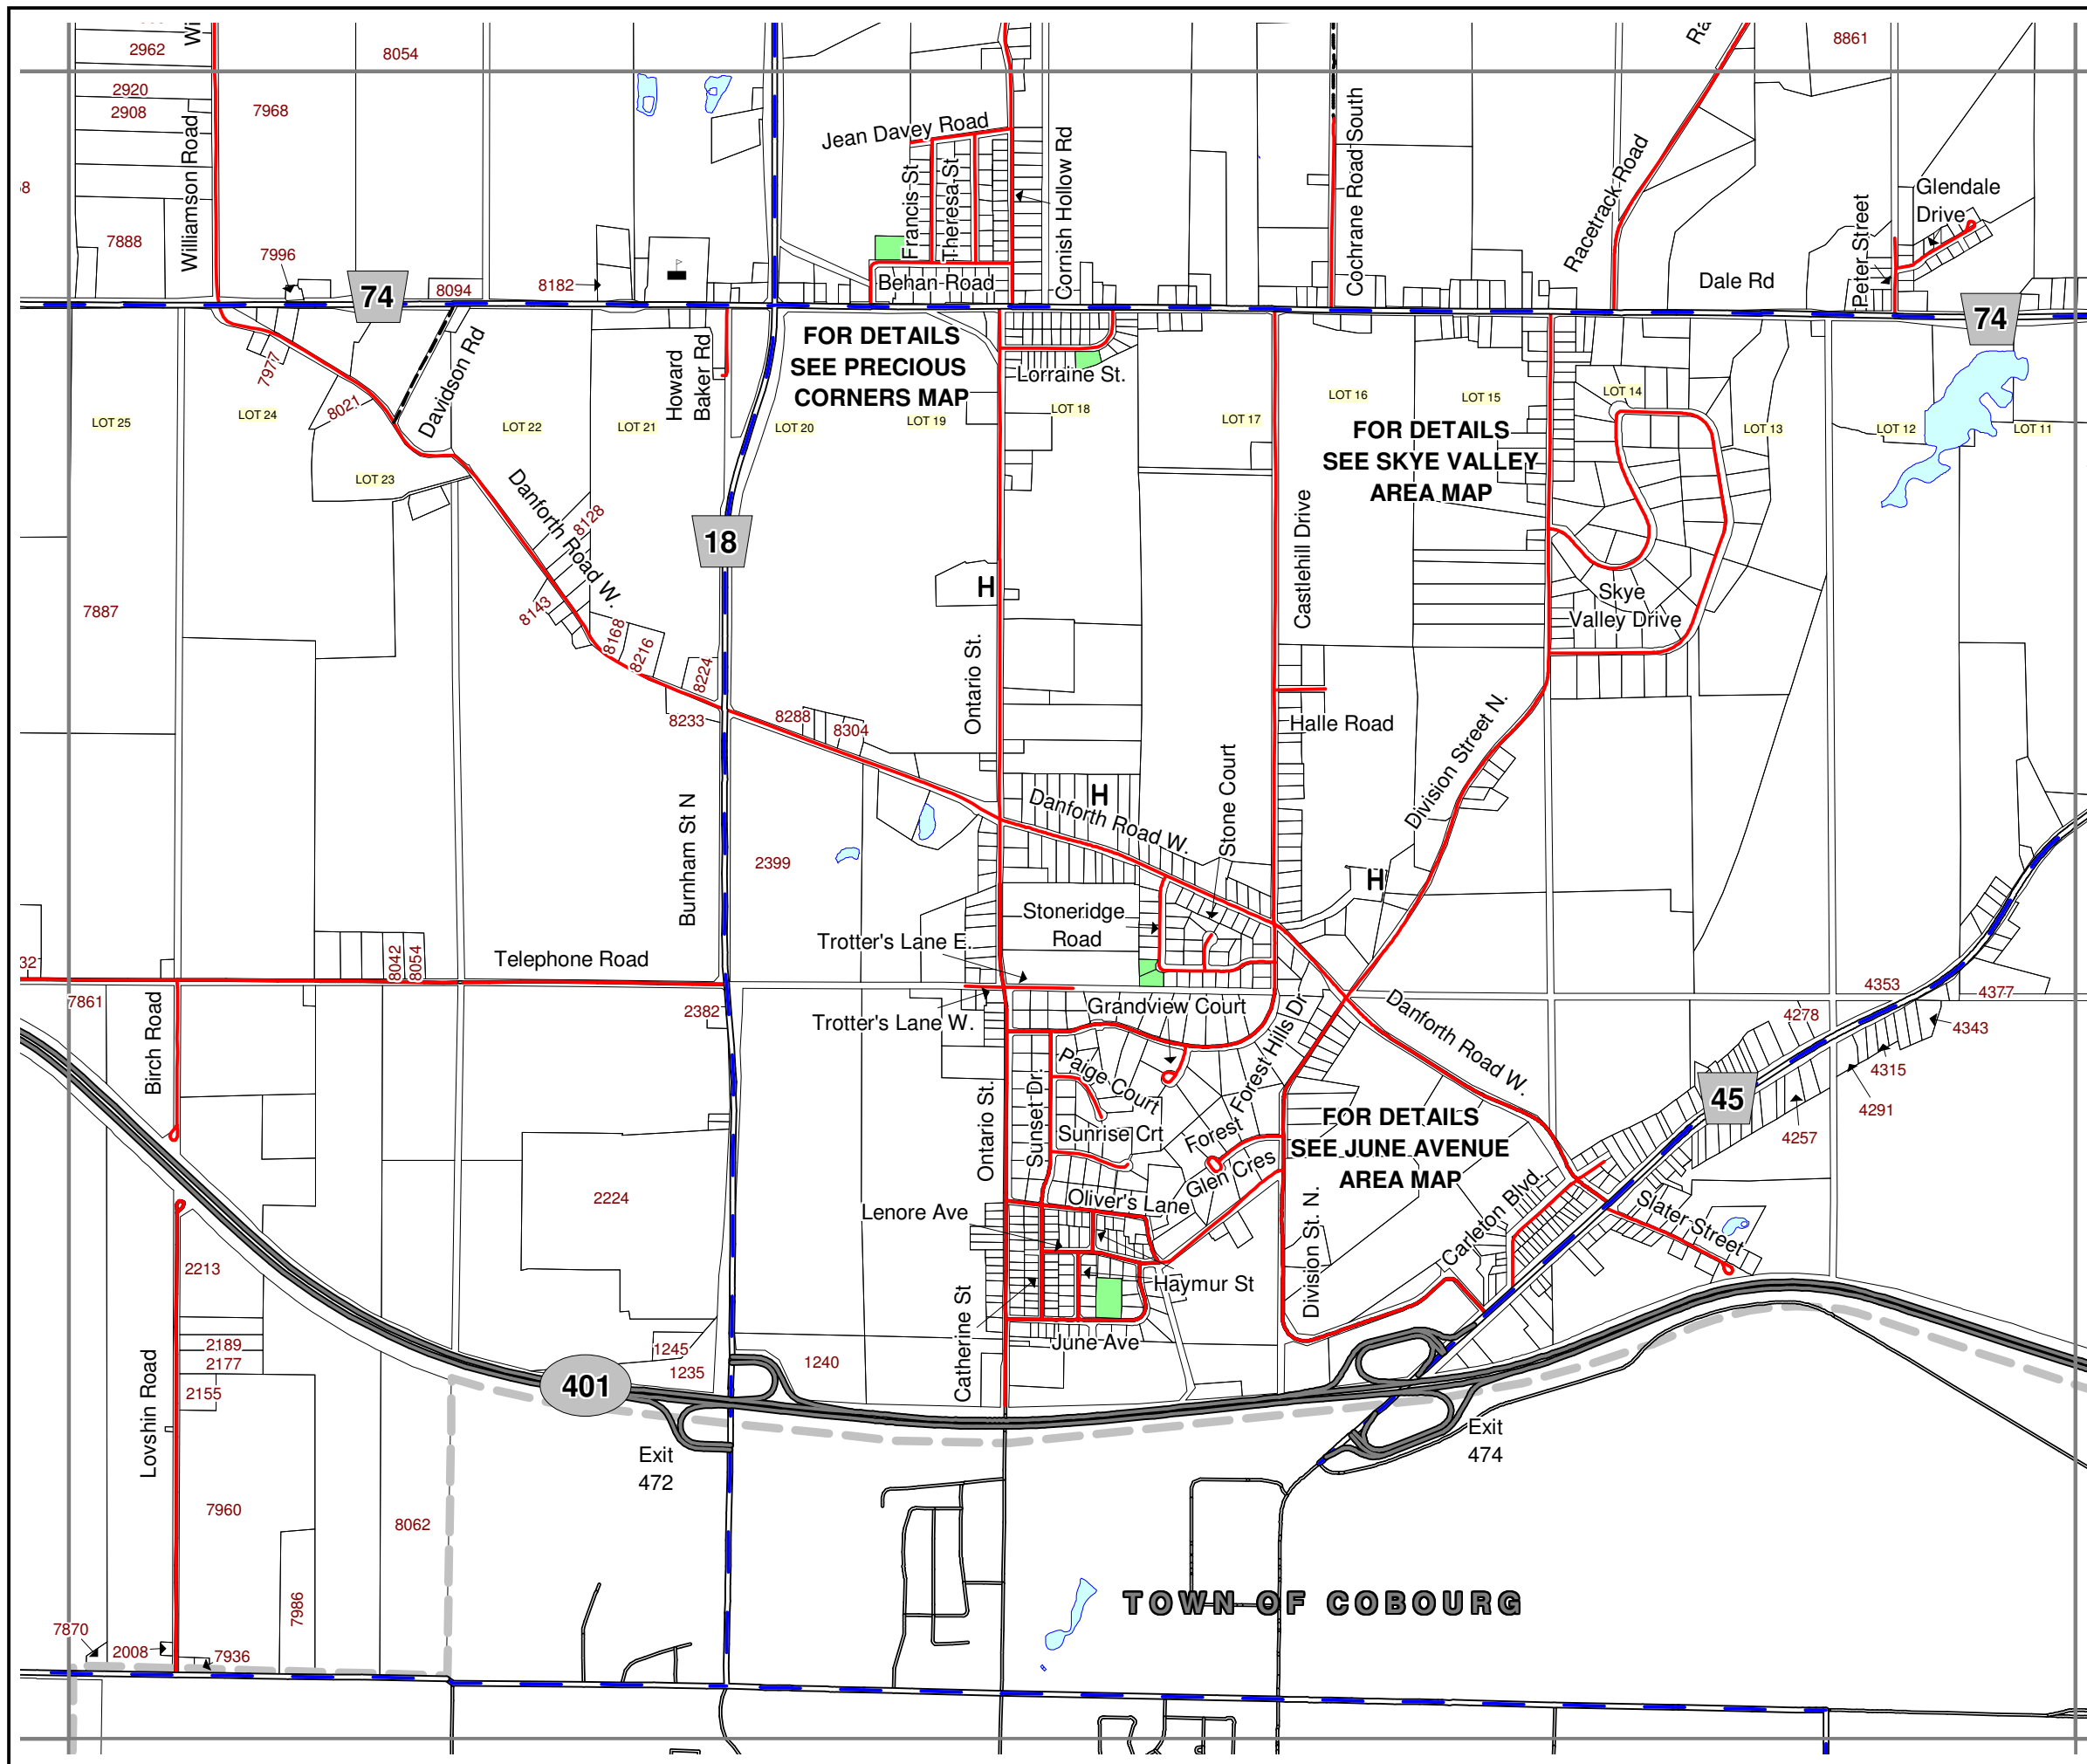 2962
8054
8861
2920
2908
7968
Williamson Road
Jean Davey Road
Francis St
Theresa St
Cornish Hollow Rd
Cochrane Road South
Racetrack Road
Peter Street
Glendale
Drive
7888
7996
8182
8094
74
Behan Road
Dale Rd
74
7977
8021
Davidson Rd
Howard
Baker Rd
FOR DETAILS
SEE PRECIOUS
CORNERS MAP
Lorraine St.
LOT 25
LOT 24
LOT 23
LOT 22
LOT 21
LOT 20
LOT 19
LOT 18
LOT 17
LOT 16
LOT 15
LOT 14
LOT 13
LOT 12
LOT 11
FOR DETAILS
SEE SKYE VALLEY
AREA MAP
Danforth Road W.
8128
8143
8168
8216
8224
8233
18
H
7887
Ontario St.
Castlehill Drive
Skye
Valley Drive
Halle Road
Division Street N.
8288
8304
Burnham St N
2399
H
Danforth Road W.
Stone Court
H
Stoneridge
Road
Trotter's Lane E.
Telephone Road
8042
8054
32
7861
2382
Trotter's Lane W.
Grandview Court
Forest Hills Dr
Danforth Road W.
4353
4377
4278
4343
4315
4291
4257
45
Birch Road
Ontario St.
Sunset Dr.
Paige Court
Sunrise Crt
Forest
Glen Cres
Oliver's Lane
Lenore Ave
FOR DETAILS
SEE JUNE AVENUE
AREA MAP
Carleton Blvd.
Slater Street
Division St. N.
Haymur St
June Ave
Catherine St
2224
2213
2189
2177
2155
1245
1235
1240
401
Exit
472
Exit
474
Lovshin Road
7960
8062
7986
7870
2008
7936
TOWN OF COBOURG